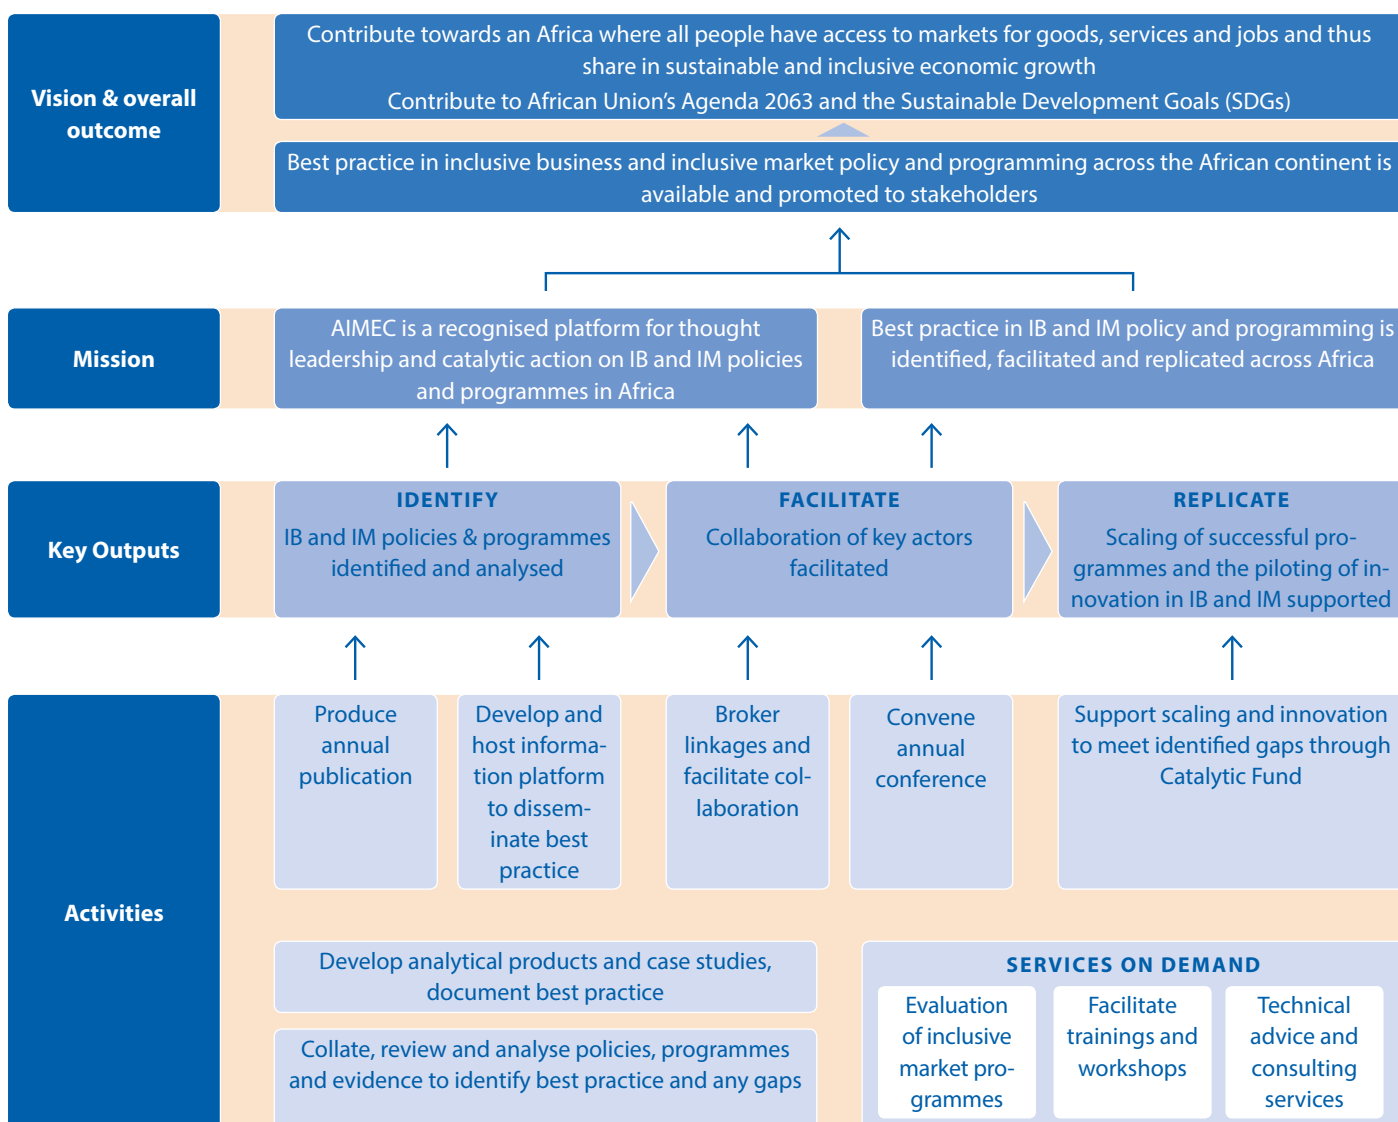 Vision & overall
outcome
Contribute towards an Africa where all people have access to markets for goods, services and jobs and thus
share in sustainable and inclusive economic growth
Contribute to African Union’s Agenda 2063 and the Sustainable Development Goals (SDGs)
Best practice in inclusive business and inclusive market policy and programming across the African continent is
available and promoted to stakeholders
Mission
AIMEC is a recognised platform for thought
leadership and catalytic action on IB and IM policies
and programmes in Africa
Best practice in IB and IM policy and programming is
identified, facilitated and replicated across Africa
Key Outputs
IDENTIFY
IB and IM policies & programmes
identified and analysed
FACILITATE
Collaboration of key actors
facilitated
REPLICATE
Scaling of successful pro-
grammes and the piloting of in-
novation in IB and IM supported
Activities
Produce
annual
publication
Develop and
host informa-
tion platform
to dissem-
inate best
practice
Broker
linkages and
facilitate col-
laboration
Convene
annual
conference
Support scaling and innovation
to meet identified gaps through
Catalytic Fund
Develop analytical products and case studies,
document best practice
Collate, review and analyse policies, programmes
and evidence to identify best practice and any gaps
SERVICES ON DEMAND
Evaluation
of inclusive
market pro-
grammes
Facilitate
trainings and
workshops
Technical
advice and
consulting
services